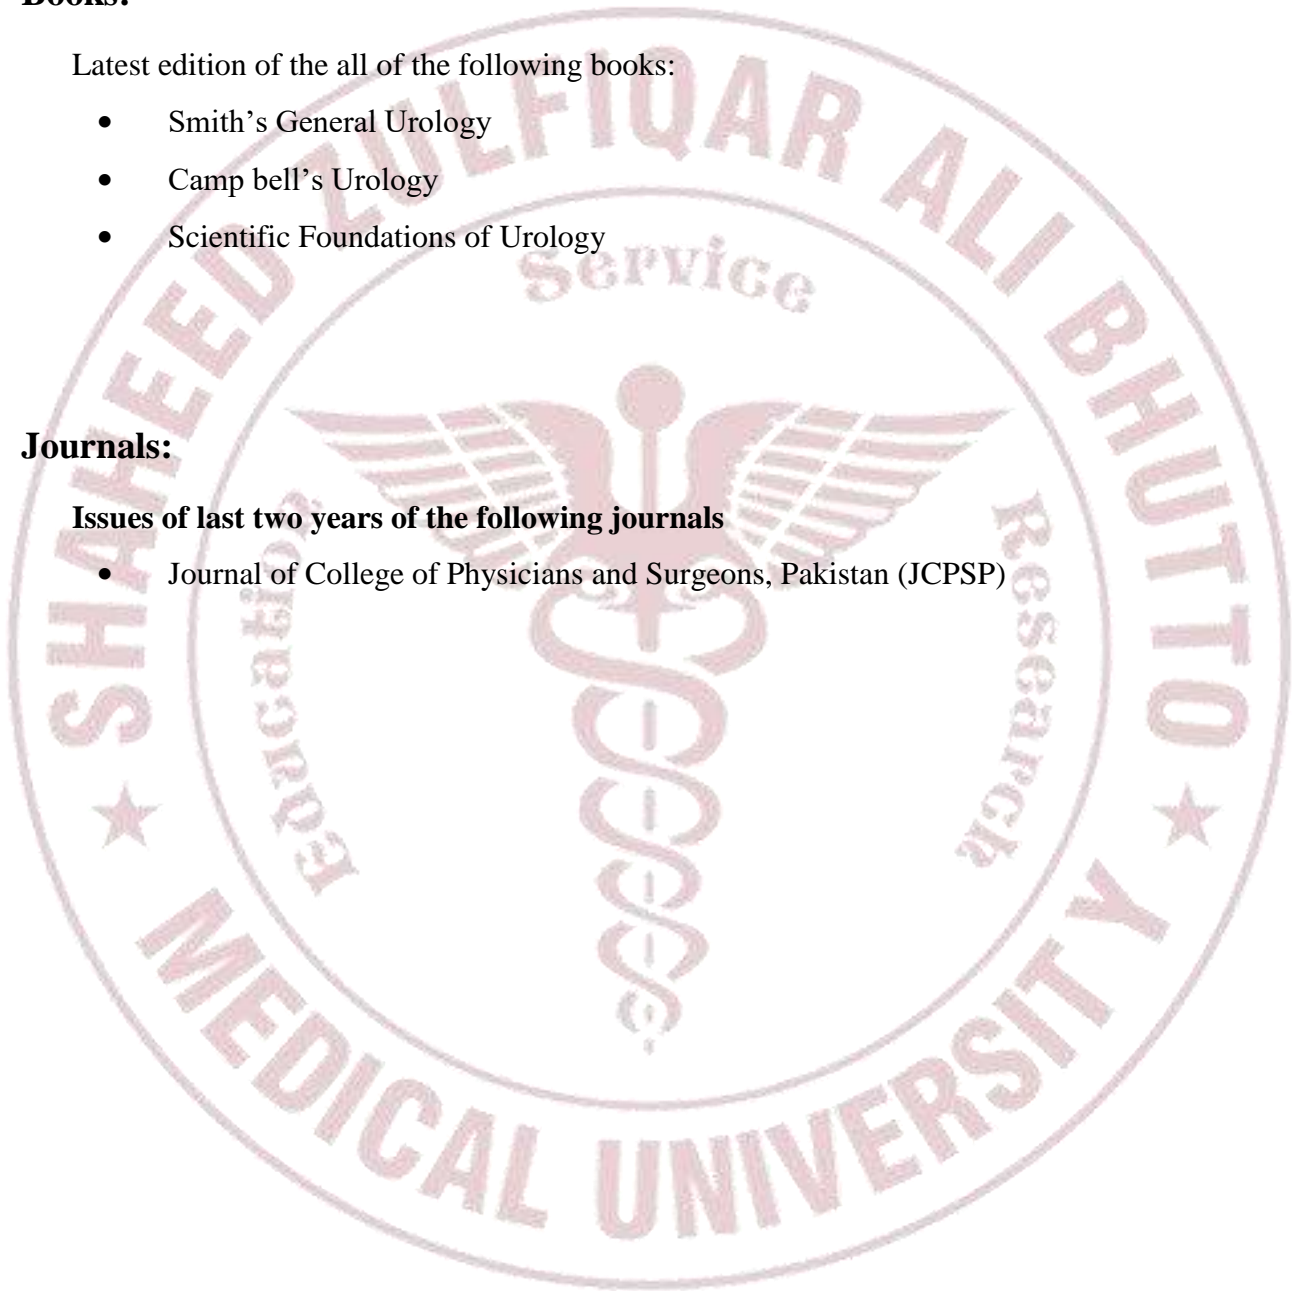 Books:
Latest edition of the all of the following books:
• Smith’s General Urology
• Camp bell’s Urology
• Scientific Foundations of Urology
Journals:
Issues of last two years of the following journals
• Journal of College of Physicians and Surgeons, Pakistan (JCPSP)
SHAHEED ZULFIQAR ALI BHUTTO
MEDICAL UNIVERSITY
Service
Education
Research